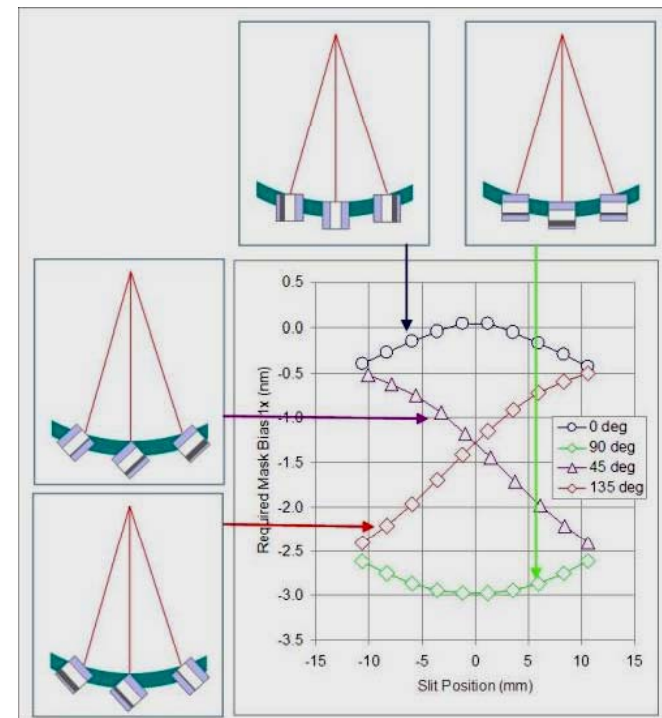 0.5
0.0
-0.5
-1.0
-1.5
-2.0
-2.5
-3.0
-3.5
Required Mask Bias 1x (nm)
0 deg
90 deg
45 deg
135 deg
-15 -10 -5 0 5 10 15
Slit Position (mm)